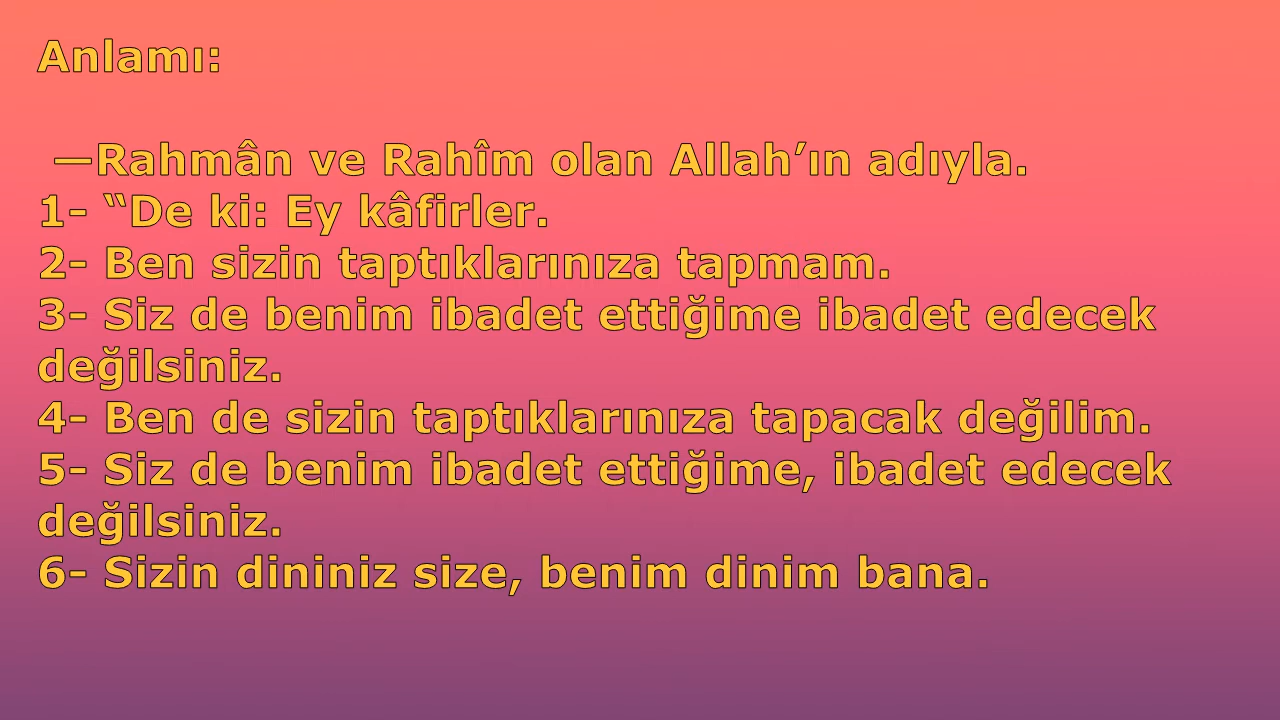 Anlamı:
—Rahmân ve Rahîm olan Allah’ın adıyla.
1- “De ki: Ey kâfirler.
2- Ben sizin taptıklarınıza tapmam.
3- Siz de benim ibadet ettiğime ibadet edecek
değilsiniz.
4- Ben de sizin taptıklarınıza tapacak değilim.
5- Siz de benim ibadet ettiğime, ibadet edecek
değilsiniz.
6- Sizin dininiz size, benim dinim bana.